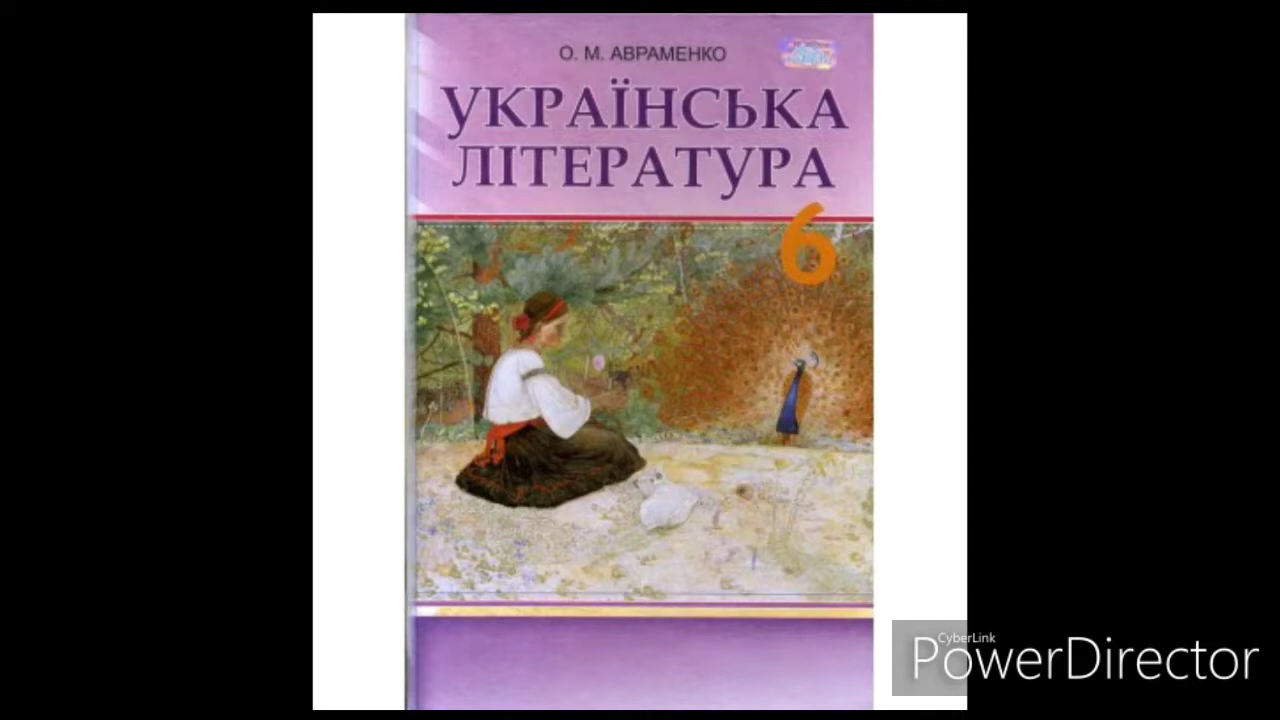 О. М. АВРАМЕНКО
УКРАЇНСЬКА
ЛІТЕРАТУРА
6
CyberLink
PowerDirector